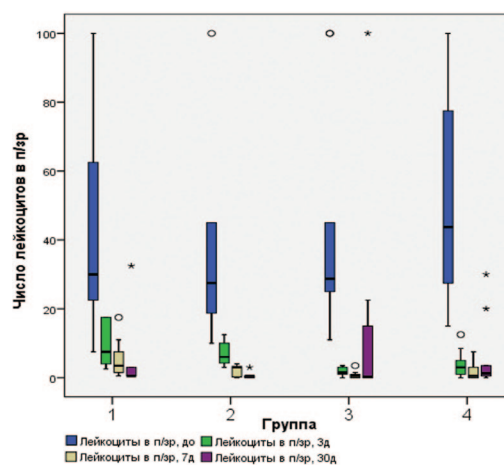 Число лейкоцитов в п/зр
100
80
60
40
20
0
1 2 3 4
Группа
Лейкоциты в п/зр, до Лейкоциты в п/зр, 3д
Лейкоциты в п/зр, 7д Лейкоциты в п/зр, 30д